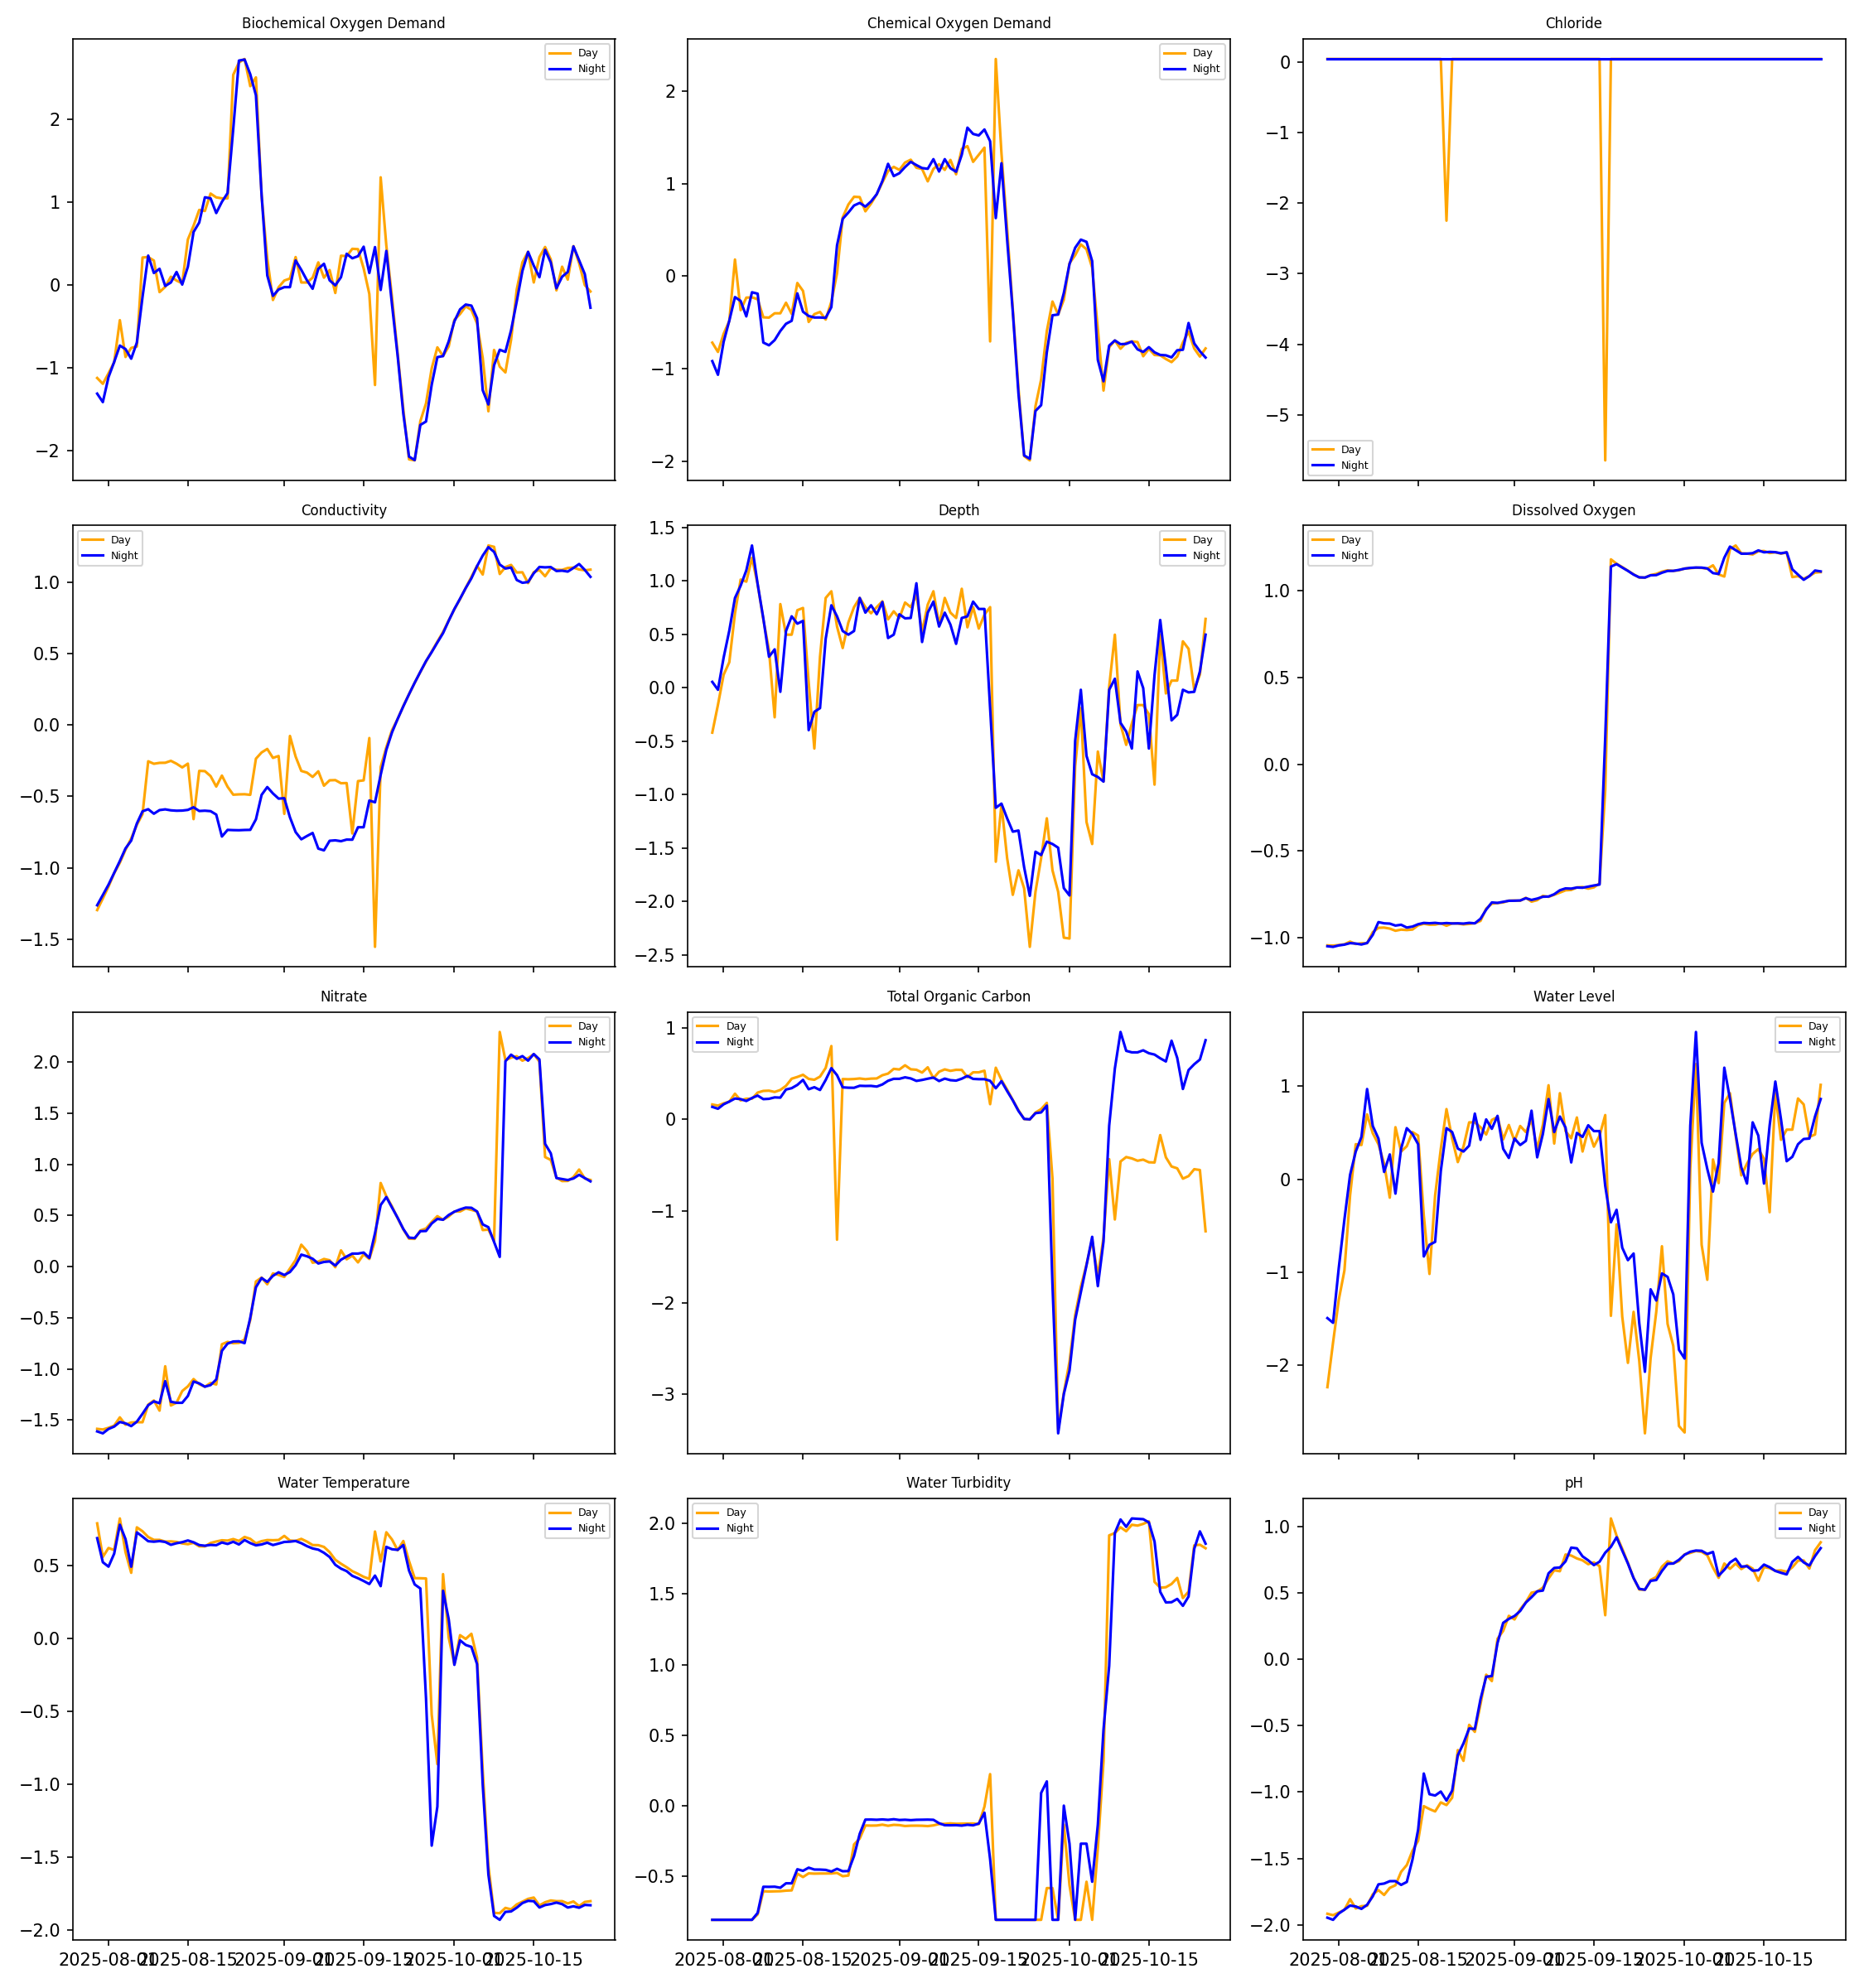 Biochemical Oxygen Demand
Day
Night
2
1
0
−1
−2
Chemical Oxygen Demand
Day
Night
2
1
0
−1
−2
Chloride
0
−1
−2
−3
−4
−5
Day
Night
Conductivity
Day
Night
1.0
0.5
0.0
−0.5
−1.0
−1.5
Depth
1.5
Day
Night
1.0
0.5
0.0
−0.5
−1.0
−1.5
−2.0
−2.5
Dissolved Oxygen
Day
Night
1.0
0.5
0.0
−0.5
−1.0
Nitrate
Day
Night
2.0
1.5
1.0
0.5
0.0
−0.5
−1.0
−1.5
Total Organic Carbon
Day
Night
1
0
−1
−2
−3
Water Level
Day
Night
1
0
−1
−2
Water Temperature
Day
Night
0.5
0.0
−0.5
−1.0
−1.5
−2.0
2025-08-01 2025-08-15 2025-09-01 2025-09-15 2025-10-01 2025-10-15
Water Turbidity
Day
Night
2.0
1.5
1.0
0.5
0.0
−0.5
2025-08-01 2025-08-15 2025-09-01 2025-09-15 2025-10-01 2025-10-15
pH
Day
Night
1.0
0.5
0.0
−0.5
−1.0
−1.5
−2.0
2025-08-01 2025-08-15 2025-09-01 2025-09-15 2025-10-01 2025-10-15